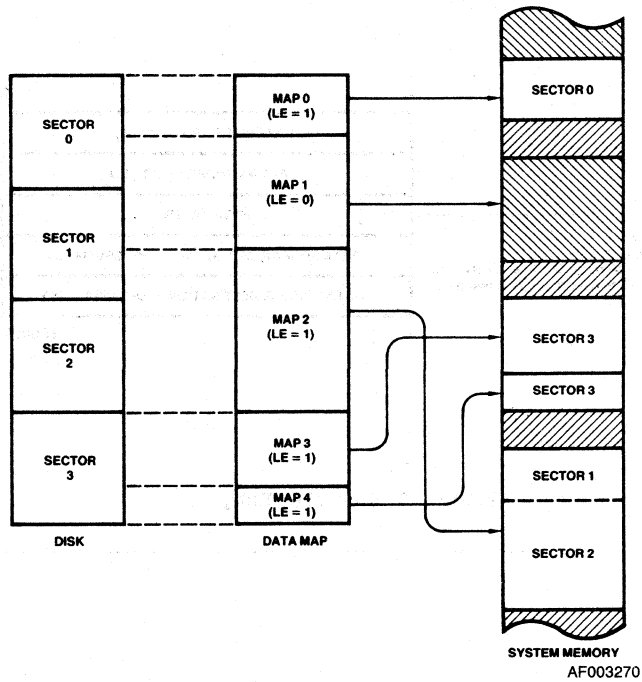 SECTOR
0
SECTOR
1
SECTOR
2
SECTOR
3
DISK
MAP 0
(LE = 1)
MAP 1
(LE = 0)
MAP 2
(LE = 1)
MAP 3
(LE = 1)
MAP 4
(LE = 1)
DATA MAP
SECTOR 0
SECTOR 3
SECTOR 3
SECTOR 1
SECTOR 2
SYSTEM MEMORY
AF003270